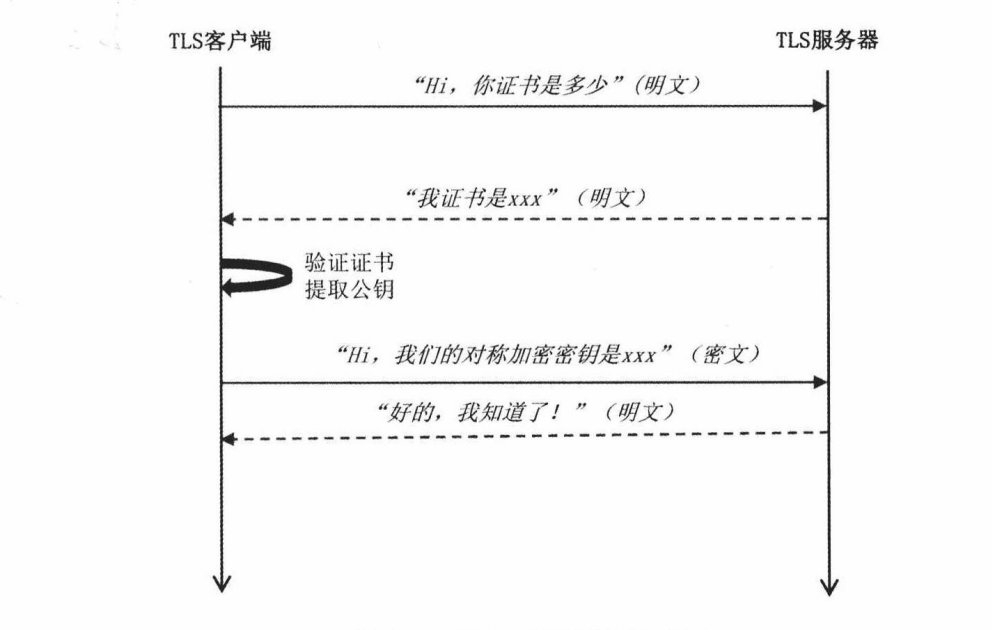 TLS客户端
TLS服务器
“Hi，你证书是多少”(明文)
“我证书是xxx”（明文）
验证证书
提取公钥
“Hi，我们的对称加密密钥是xxx”（密文）
“好的，我知道了！”（明文）